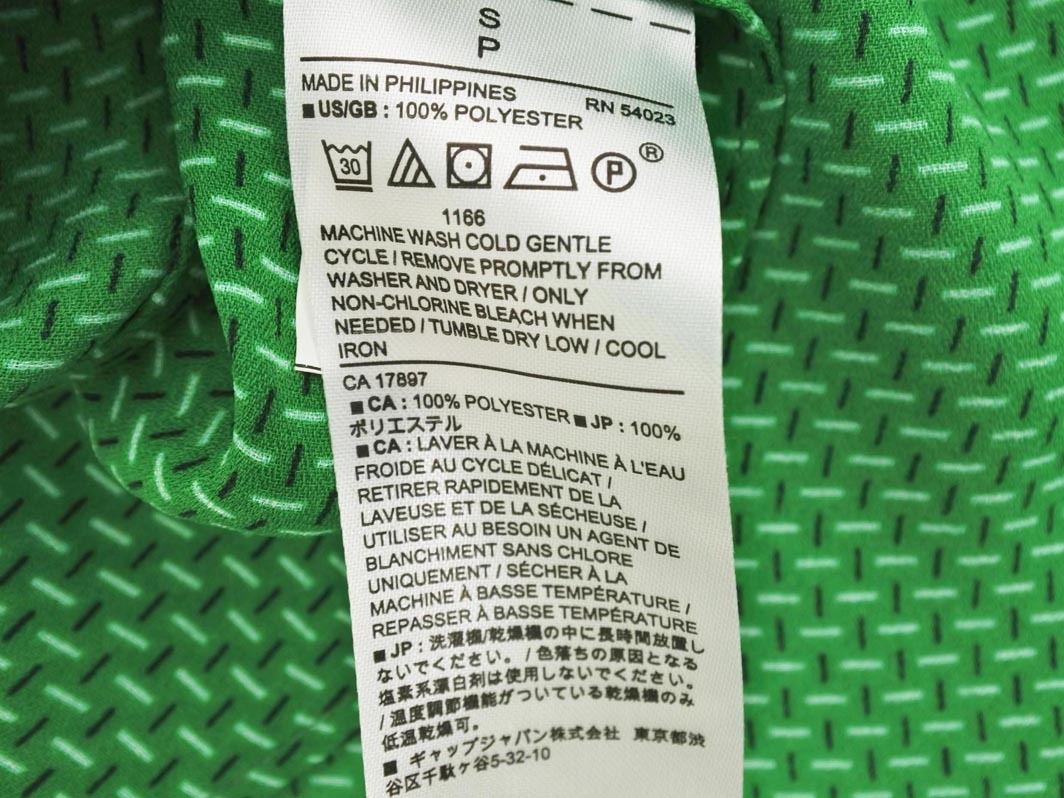 S
P
MADE IN PHILIPPINES RN 54023
■US/GB : 100% POLYESTER
30 P ®
1166
MACHINE WASH COLD GENTLE
CYCLE / REMOVE PROMPTLY FROM
WASHER AND DRYER / ONLY
NON-CHLORINE BLEACH WHEN
NEEDED / TUMBLE DRY LOW / COOL
IRON
CA 17897
■CA : 100% POLYESTER ■JP : 100%
ポリエステル
■CA : LAVER À LA MACHINE À L'EAU
FROIDE AU CYCLE DÉLICAT /
RETIRER RAPIDEMENT DE LA
LAVEUSE ET DE LA SÉCHEUSE /
UTILISER AU BESOIN UN AGENT DE
BLANCHIMENT SANS CHLORE
UNIQUEMENT / SÉCHER À LA
MACHINE À BASSE TEMPÉRATURE /
REPASSER À BASSE TEMPÉRATURE
■JP : 洗濯機/乾燥機の中に長時間放置し
ないでください。/ 色落ちの原因となる
塩素系漂白剤は使用しないでください。
/ 温度調節機能がついている乾燥機のみ
低温乾燥可。
■ ギャップジャパン株式会社 東京都渋
谷区千駄ヶ谷5-32-10